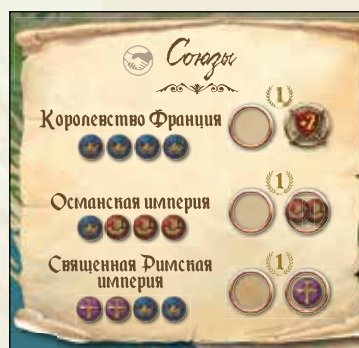 Союзы
1
Королевство Франция
1
Османская империя
1
Священная Римская
империя